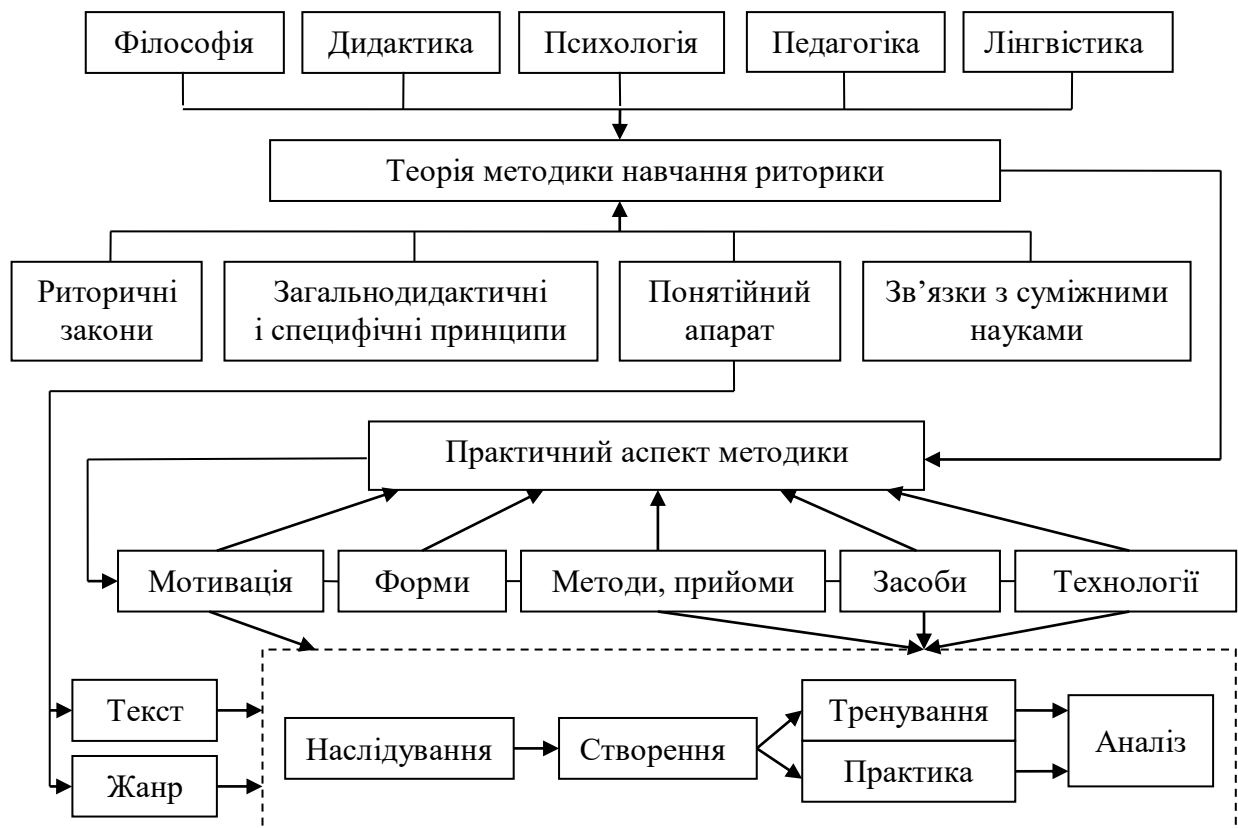 Філософія
Дидактика
Психологія
Педагогіка
Лінгвістика
Теорія методики навчання риторики
Риторичні
закони
Загальнодидактичні
і специфічні принципи
Понятійний
апарат
Зв’язки з суміжними
науками
Практичний аспект методики
Мотивація
Форми
Методи, прийоми
Засоби
Технології
Текст
Жанр
Наслідування
Створення
Тренування
Практика
Аналіз